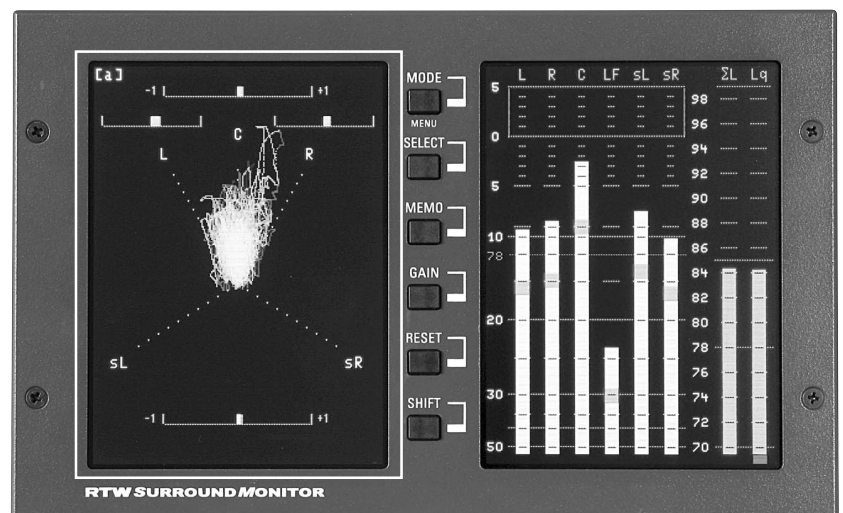 [a]
-1 +1
C
L R
sL sR
-1 +1
RTW SURROUND MONITOR
MODE
MENU
SELECT
MEMO
GAIN
RESET
SHIFT
L R C LF sL sR ΣL Lq
5
0
5
10
78
20
30
50
98
96
94
92
90
88
86
84
82
80
78
76
74
72
70